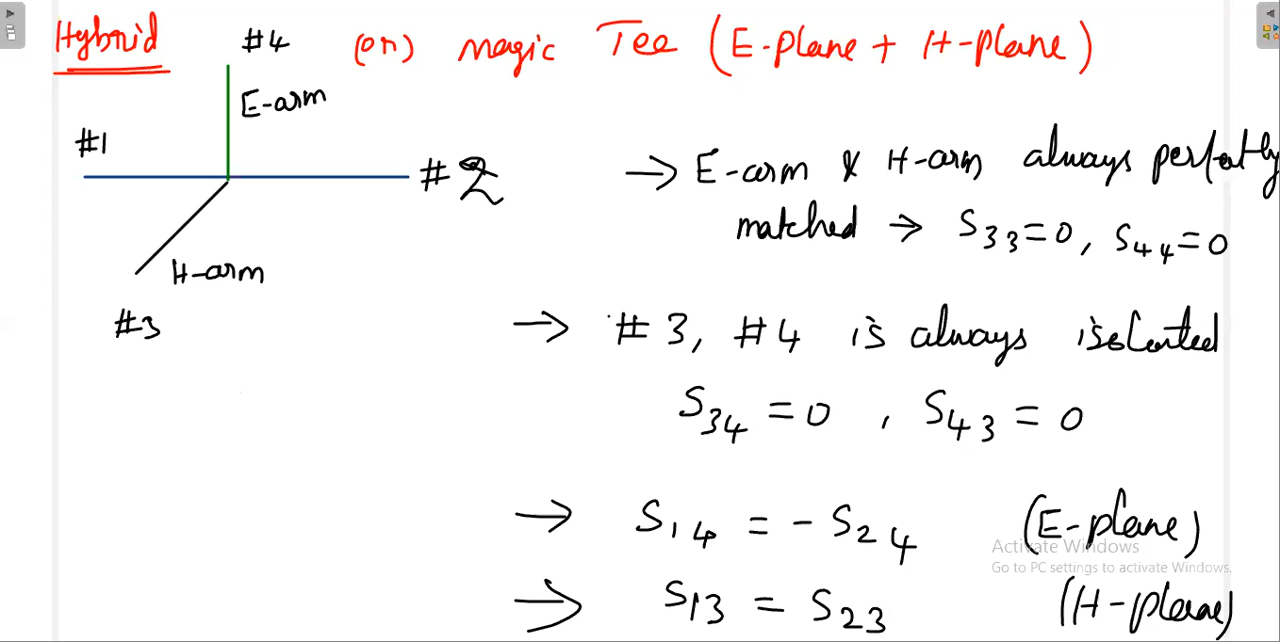 Hybrid (or) magic Tee (E-plane + H-plane)
#4
E-arm
#1
#2
H-arm
#3
→ E-arm & H-arm always perfectly
matched → S33=0, S44=0
→ #3, #4 is always isolated
S34 = 0 , S43 = 0
→ S14 = - S24 (E-plane)
Activate Windows
Go to PC settings to activate Windows.
→ S13 = S23 (H-plane)